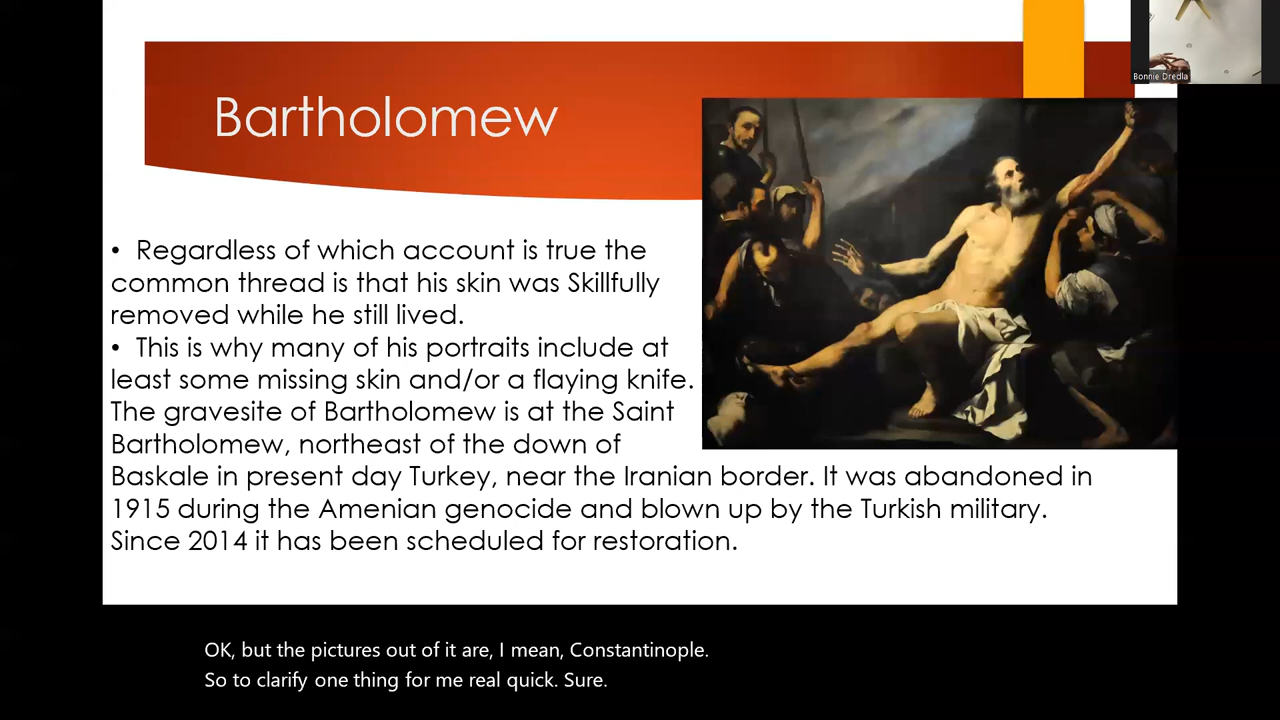 Bartholomew
Bonnie Dredla
• Regardless of which account is true the
common thread is that his skin was Skillfully
removed while he still lived.
• This is why many of his portraits include at
least some missing skin and/or a flaying knife.
The gravesite of Bartholomew is at the Saint
Bartholomew, northeast of the down of
Baskale in present day Turkey, near the Iranian border. It was abandoned in
1915 during the Amenian genocide and blown up by the Turkish military.
Since 2014 it has been scheduled for restoration.
OK, but the pictures out of it are, I mean, Constantinople.
So to clarify one thing for me real quick. Sure.